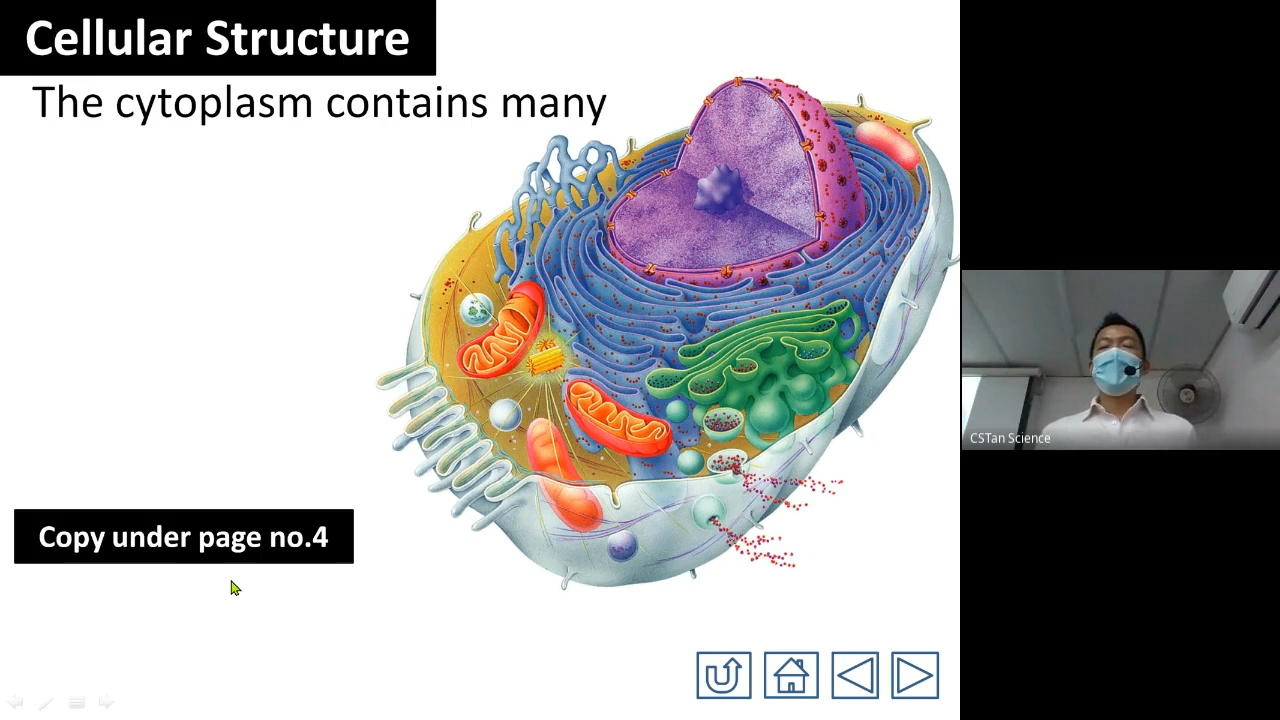 Cellular Structure
The cytoplasm contains many
Copy under page no.4
CSTan Science